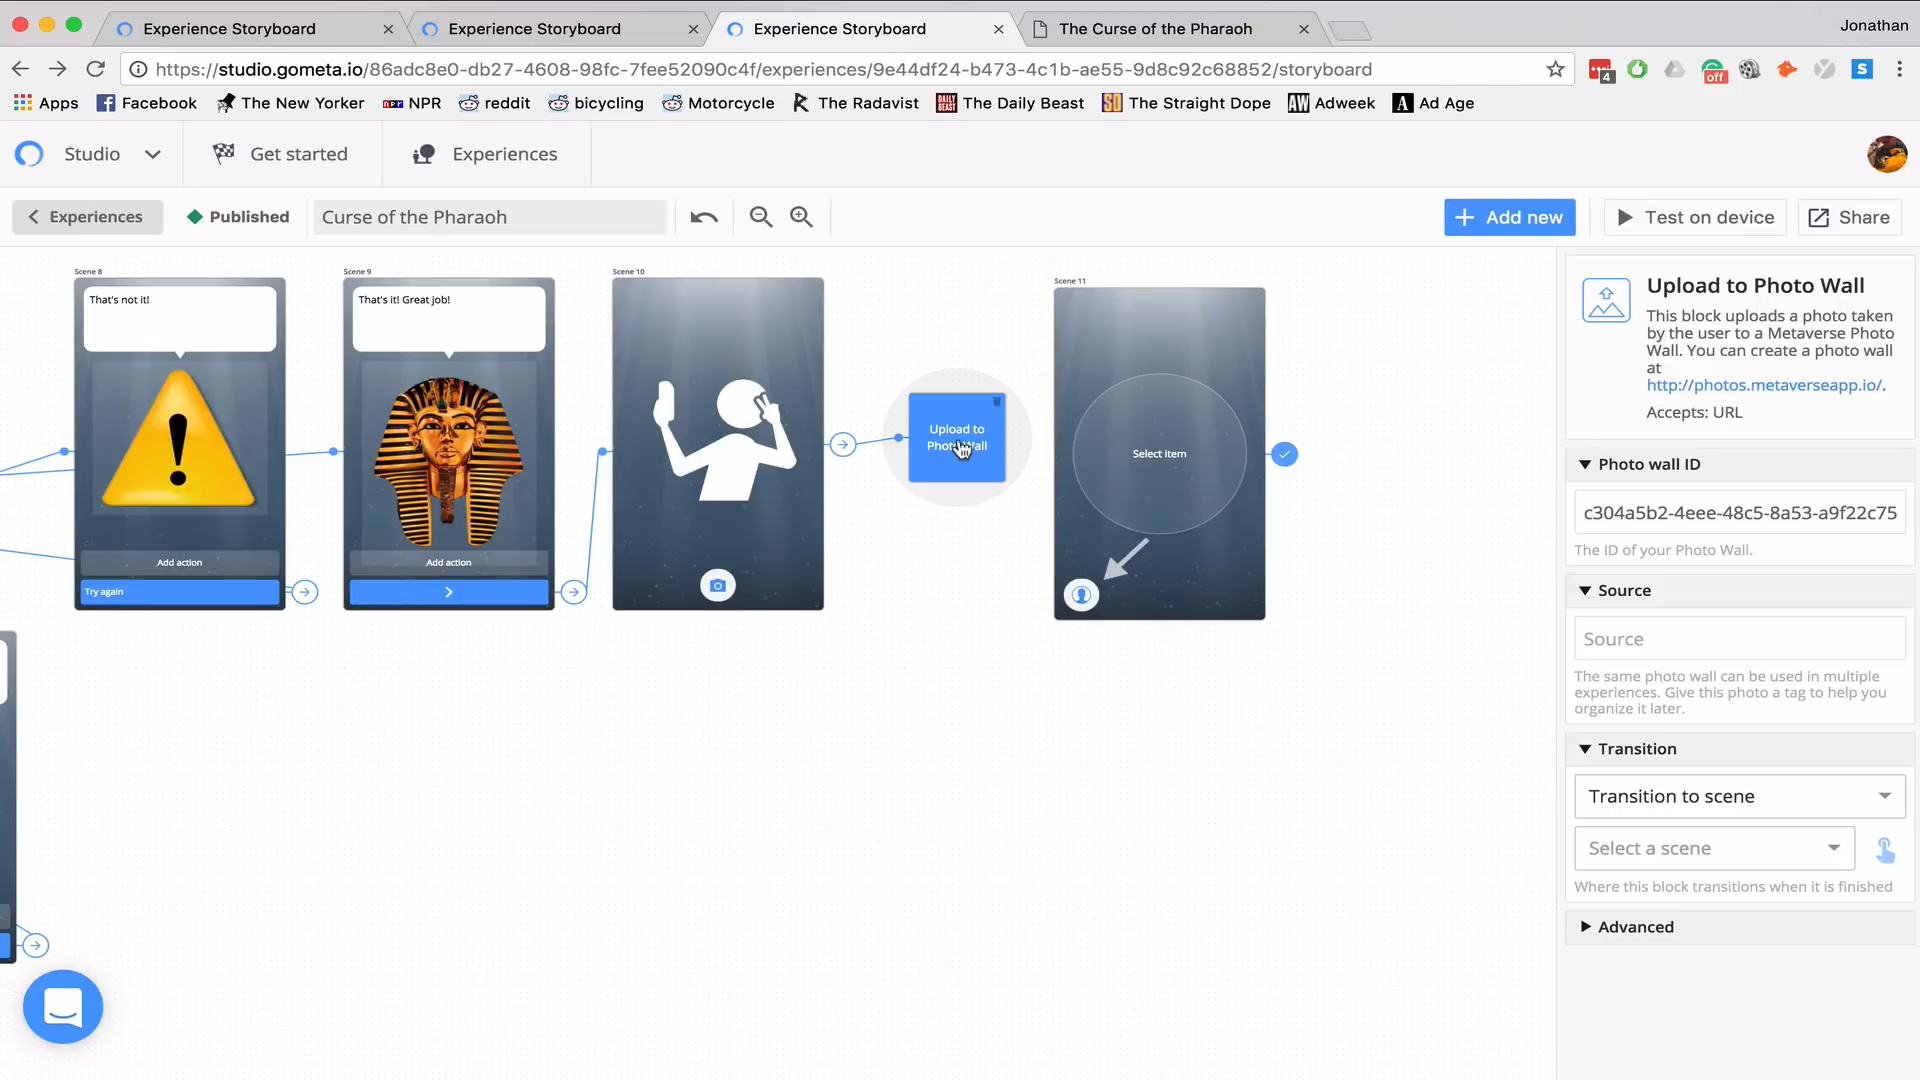 Experience Storyboard
Experience Storyboard
Experience Storyboard
The Curse of the Pharaoh
Jonathan
https://studio.gometa.io/86adc8e0-db27-4608-98fc-7fee52090c4f/experiences/9e44df24-b473-4c1b-ae55-9d8c92c68852/storyboard
4
off
S
Apps
Facebook
npr NPR
The New Yorker
reddit
bicycling
Motorcycle
The Radavist
The Daily Beast
SD The Straight Dope
AW Adweek
A Ad Age
Studio
Get started
Experiences
Experiences
Published
Curse of the Pharaoh
Add new
Test on device
Share
Scene 8
That's not it!
Add action
Try again
Scene 9
That's it! Great job!
Add action
Scene 10
Upload to
Photo Wall
Scene 11
Select item
Upload to Photo Wall
This block uploads a photo taken
by the user to a Metaverse Photo
Wall. You can create a photo wall
at
http://photos.metaverseapp.io/.
Accepts: URL
Photo wall ID
c304a5b2-4eee-48c5-8a53-a9f22c75
The ID of your Photo Wall.
Source
Source
The same photo wall can be used in multiple
experiences. Give this photo a tag to help you
organize it later.
Transition
Transition to scene
Select a scene
Where this block transitions when it is finished
Advanced